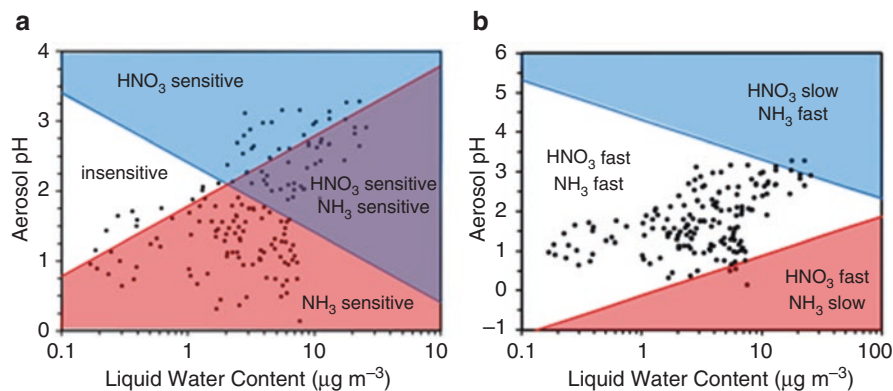 a
4
3
2
1
0
Aerosol pH
HNO₃ sensitive
insensitive
HNO₃ sensitive
NH₃ sensitive
NH₃ sensitive
0.1 1 10 10
Liquid Water Content (µg m⁻³)
b
6
5
4
3
2
1
0
−1
Aerosol pH
HNO₃ slow
NH₃ fast
HNO₃ fast
NH₃ fast
HNO₃ fast
NH₃ slow
0.1 1 10 100
Liquid Water Content (µg m⁻³)